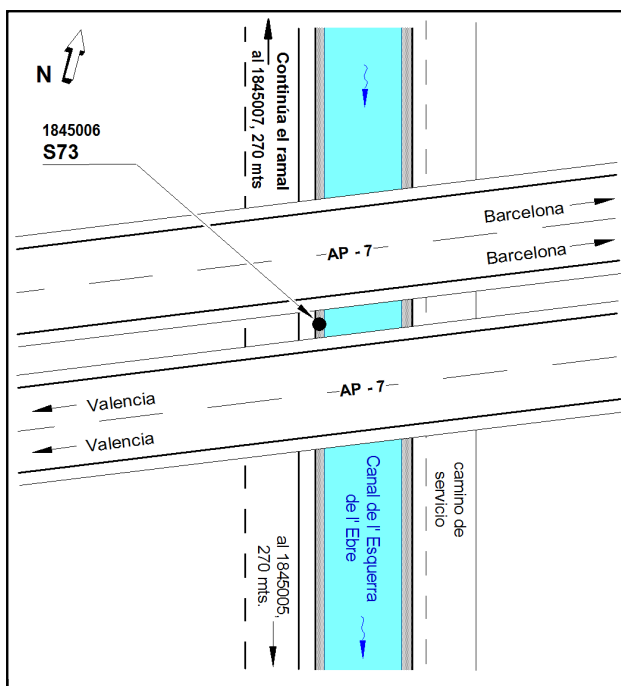 N
1845006
S73
Continúa el ramal
al 1845007, 270 mts
Barcelona
Barcelona
AP - 7
AP - 7
Valencia
Valencia
Canal de l' Esquerra
de l' Ebre
camino de
servicio
al 1845005,
270 mts.